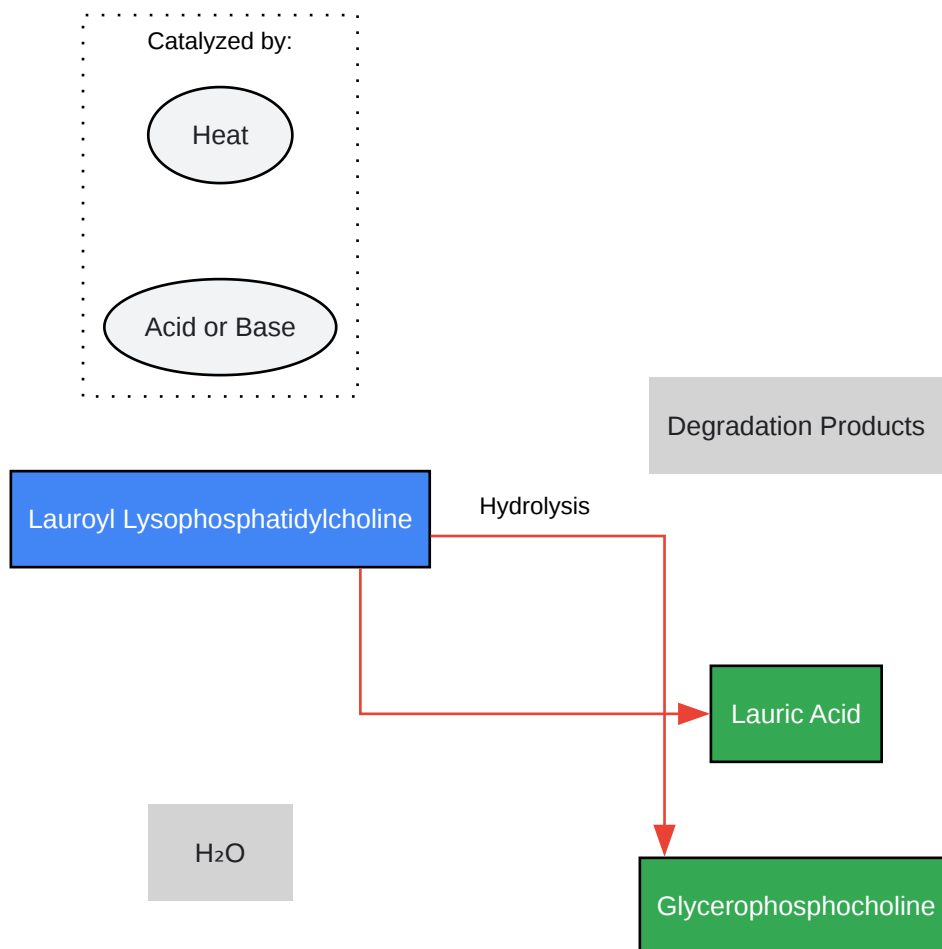 Catalyzed by:
Heat
Acid or Base
Degradation Products
Hydrolysis
Lauroyl Lysophosphatidylcholine
Lauric Acid
H₂O
Glycerophosphocholine